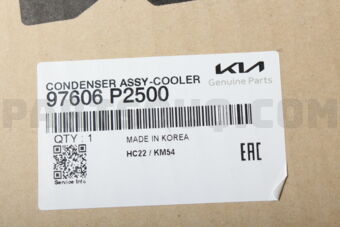 CONDENSER ASSY-COOLER
97606 P2500
KIA
Genuine Parts
QTY : 1
MADE IN KOREA
HC22 / KM54
Service Info
EAC